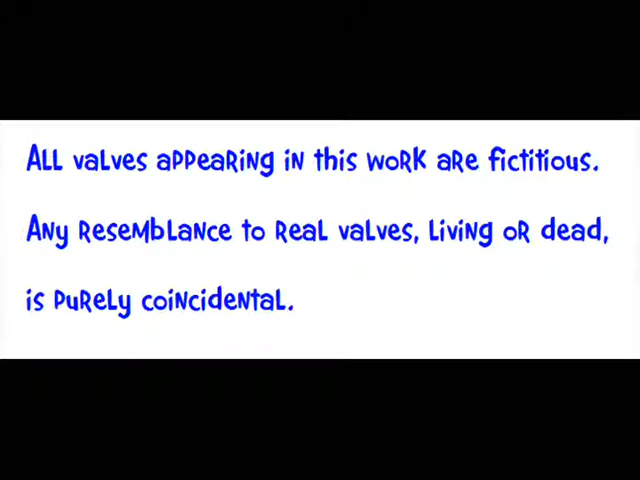 All valves appearing in this work are fictitious.
Any resemblance to real valves, living or dead,
is purely coincidental.